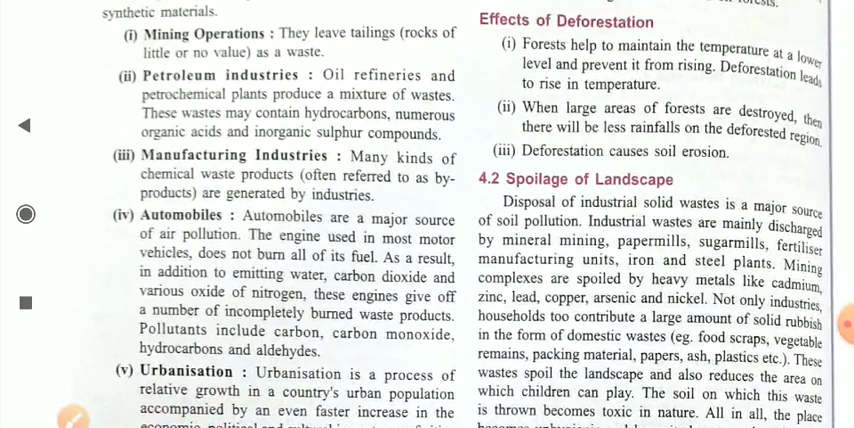 synthetic materials.
(i) Mining Operations : They leave tailings (rocks of
little or no value) as a waste.
(ii) Petroleum industries : Oil refineries and
petrochemical plants produce a mixture of wastes.
These wastes may contain hydrocarbons, numerous
organic acids and inorganic sulphur compounds.
(iii) Manufacturing Industries : Many kinds of
chemical waste products (often referred to as by-
products) are generated by industries.
(iv) Automobiles : Automobiles are a major source
of air pollution. The engine used in most motor
vehicles, does not burn all of its fuel. As a result,
in addition to emitting water, carbon dioxide and
various oxide of nitrogen, these engines give off
a number of incompletely burned waste products.
Pollutants include carbon, carbon monoxide,
hydrocarbons and aldehydes.
(v) Urbanisation : Urbanisation is a process of
relative growth in a country's urban population
accompanied by an even faster increase in the
Effects of Deforestation
(i) Forests help to maintain the temperature at a lower
level and prevent it from rising. Deforestation leads
to rise in temperature.
(ii) When large areas of forests are destroyed, then
there will be less rainfalls on the deforested region.
(iii) Deforestation causes soil erosion.
4.2 Spoilage of Landscape
Disposal of industrial solid wastes is a major source
of soil pollution. Industrial wastes are mainly discharged
by mineral mining, papermills, sugarmills, fertiliser
manufacturing units, iron and steel plants. Mining
complexes are spoiled by heavy metals like cadmium,
zinc, lead, copper, arsenic and nickel. Not only industries,
households too contribute a large amount of solid rubbish
in the form of domestic wastes (eg. food scraps, vegetable
remains, packing material, papers, ash, plastics etc.). These
wastes spoil the landscape and also reduces the area on
which children can play. The soil on which this waste
is thrown becomes toxic in nature. All in all, the place